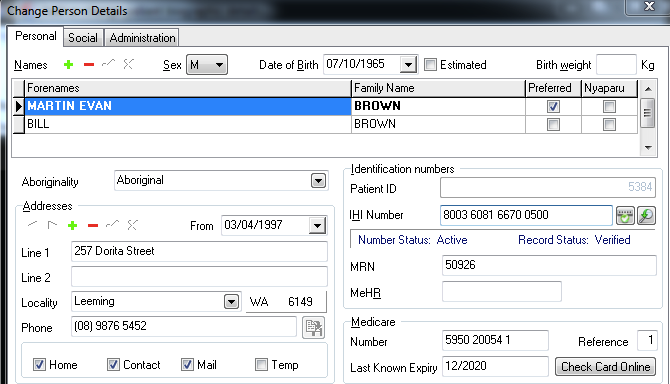 Change Person Details
Personal Social Administration
Names Sex M Date of Birth 07/10/1965 Estimated Birth weight Kg
Forenames Family Name Preferred Nyaparu
MARTIN EVAN BROWN
BILL BROWN
Aboriginality Aboriginal
Addresses
From 03/04/1997
Line 1 257 Dorita Street
Line 2
Locality Leeming WA 6149
Phone (08) 9876 5452
Home Contact Mail Temp
Identification numbers
Patient ID 5384
IHI Number 8003 6081 6670 0500
Number Status: Active Record Status: Verified
MRN 50926
MeHR
Medicare
Number 5950 20054 1 Reference 1
Last Known Expiry 12/2020 Check Card Online